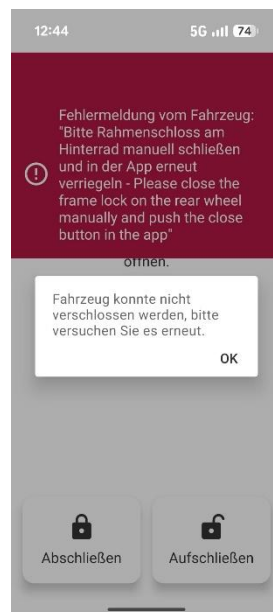 12:44 5G 74
Fehlermeldung vom Fahrzeug:
"Bitte Rahmenschloss am
Hinterrad manuell schließen
und in der App erneut
verriegeln - Please close the
frame lock on the rear wheel
manually and push the close
button in the app"
öffnen.
Fahrzeug konnte nicht
verschlossen werden, bitte
versuchen Sie es erneut.
OK
Abschließen Aufschließen